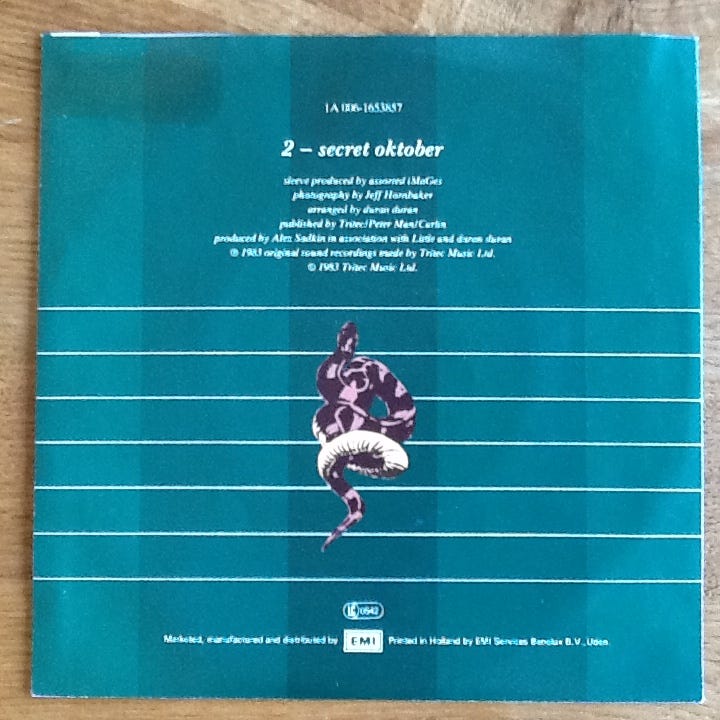 1A 006-1653857
2 – secret oktober
sleeve produced by assorted iMaGes
photography by Jeff Hornbaker
arranged by duran duran
published by Tritec/Peter Man/Carlin
produced by Alex Sadkin in association with Little and duran duran
℗ 1983 original sound recordings made by Tritec Music Ltd.
© 1983 Tritec Music Ltd.
LC 0542
Marketed, manufactured and distributed by EMI Printed in Holland by EMI Services Benelux B.V., Uden.